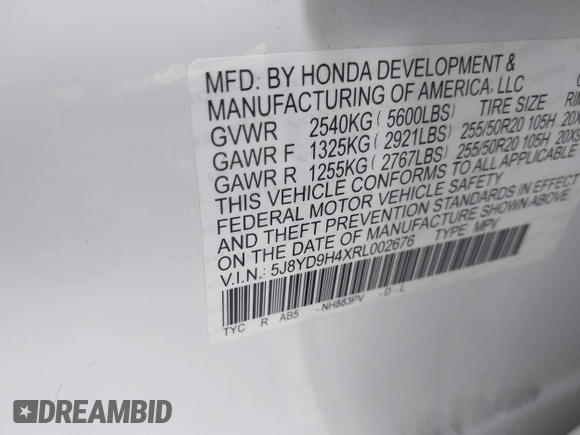 MFD. BY HONDA DEVELOPMENT &
MANUFACTURING OF AMERICA, LLC
TIRE SIZE
GVWR 2540KG ( 5600LBS)
GAWR F 1325KG ( 2921LBS) 255/50R20 105H
GAWR R 1255KG ( 2767LBS) 255/50R20 105H
THIS VEHICLE CONFORMS TO ALL APPLICABLE
FEDERAL MOTOR VEHICLE SAFETY
AND THEFT PREVENTION STANDARDS IN EFFECT
ON THE DATE OF MANUFACTURE SHOWN ABOVE.
V.I.N.: 5J8YD9H4XRL002676 TYPE: MPV
TYC R AB5 - NH883PV - D - L
DREAMBID